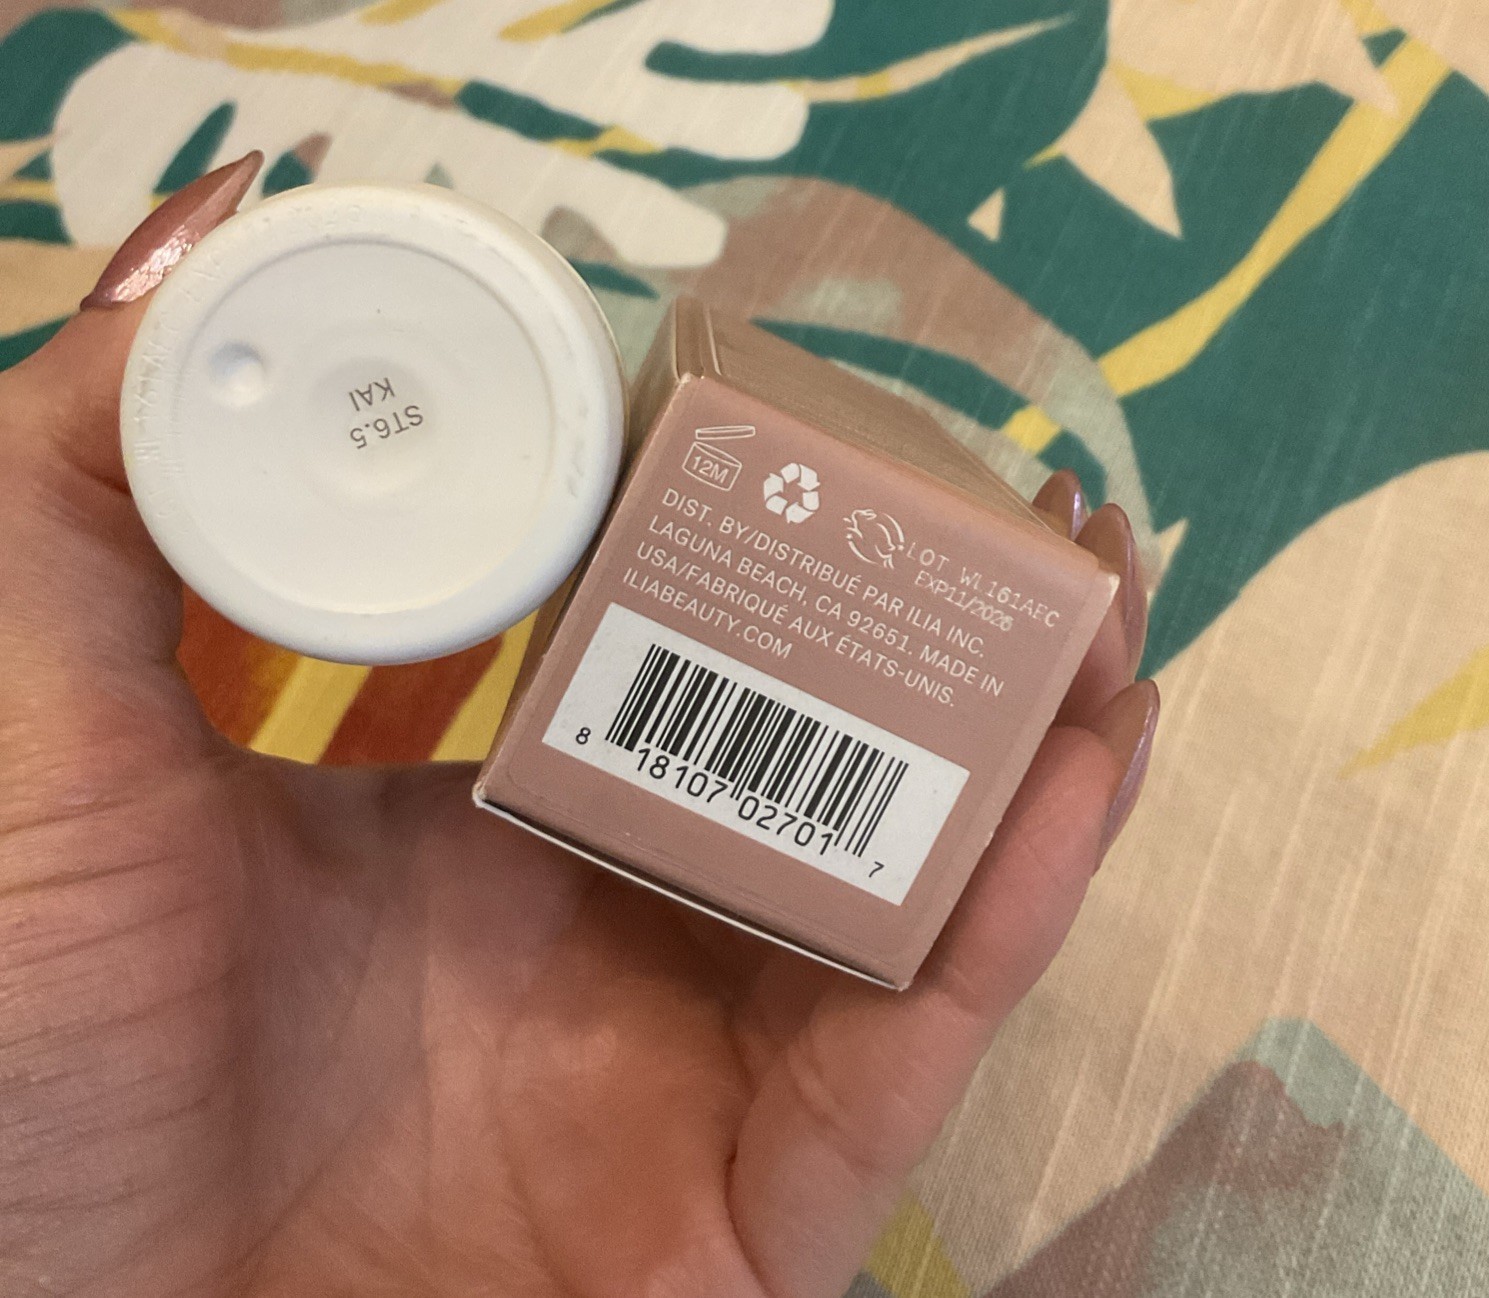 ST6.5
KAI
12M
LOT WL161AEC
EXP11/2026
DIST. BY/DISTRIBUÉ PAR ILIA INC.
LAGUNA BEACH, CA 92651. MADE IN
USA/FABRIQUÉ AUX ÉTATS-UNIS.
ILIABEAUTY.COM
8 18107 02701 7